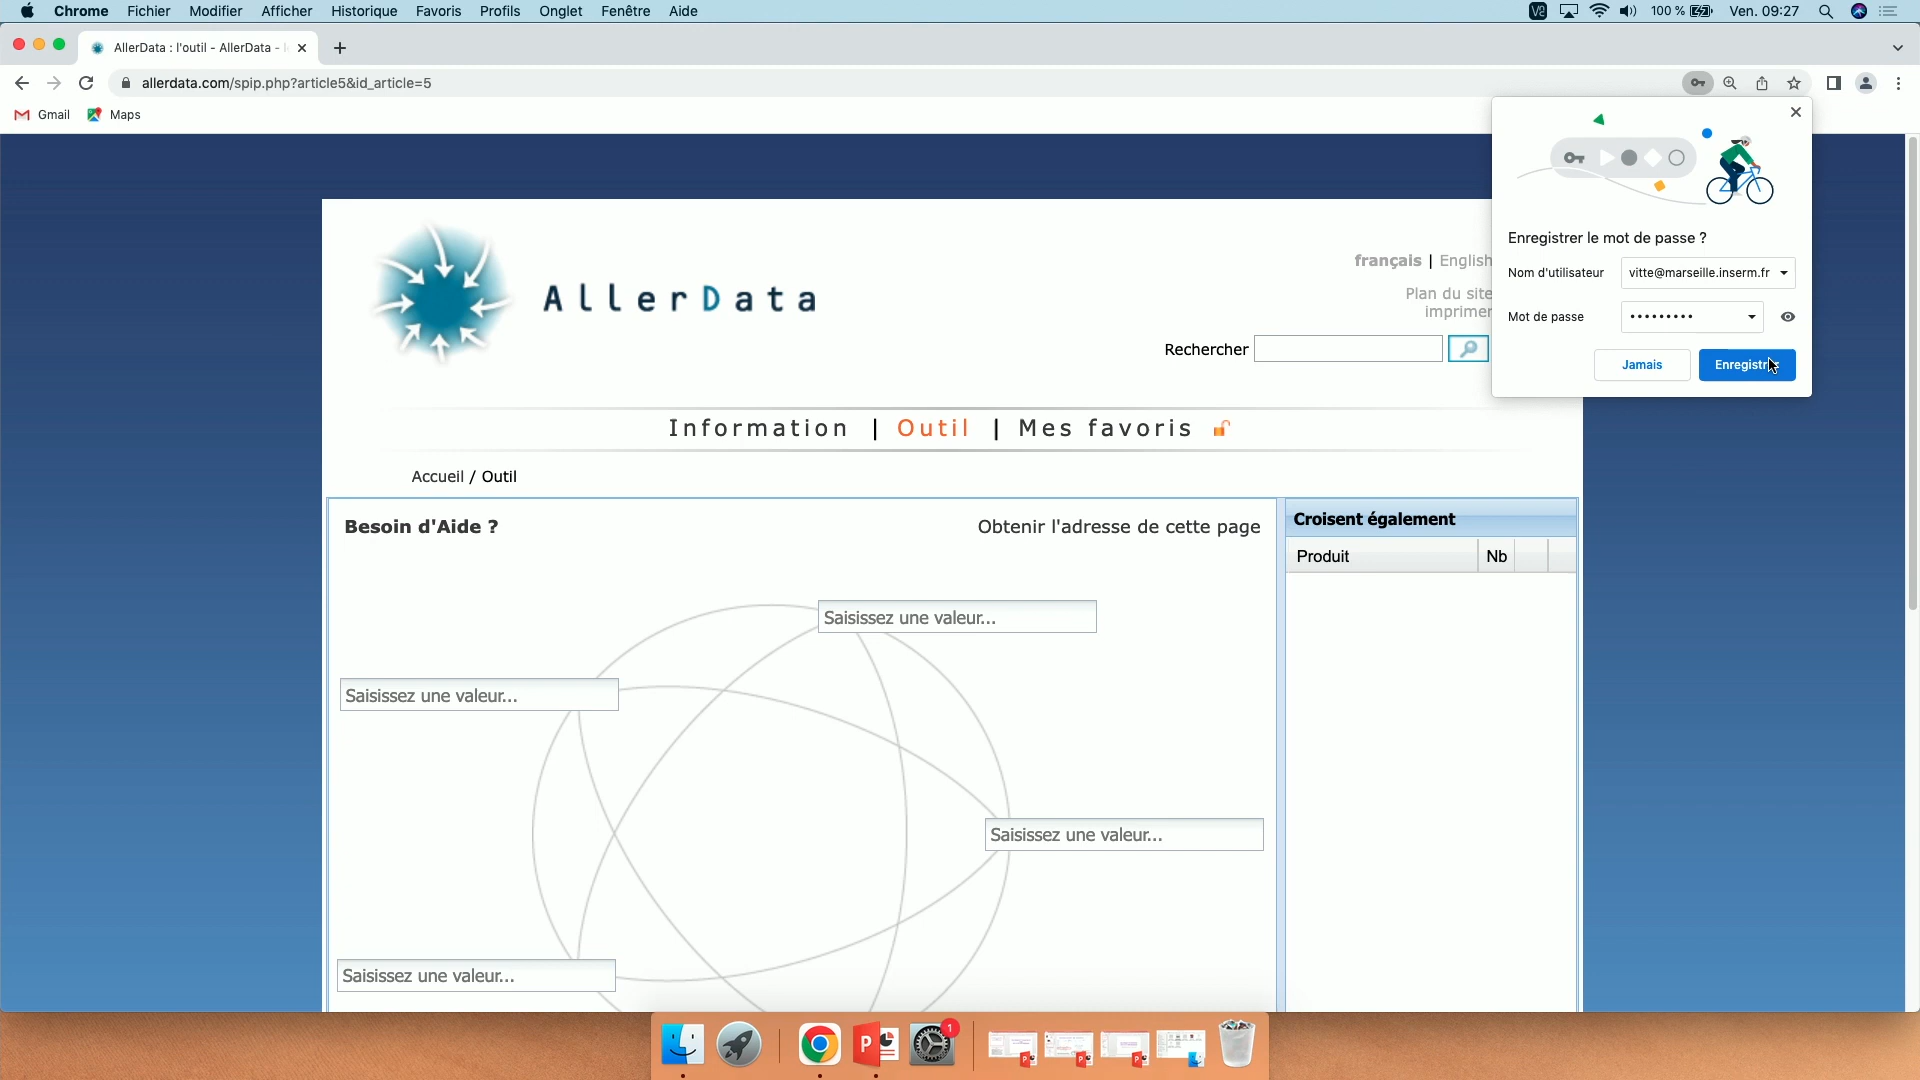 Chrome Fichier Modifier Afficher Historique Favoris Profils Onglet Fenêtre Aide 100 % Ven. 09:27
AllerData : l'outil - AllerData -
allerdata.com/spip.php?article5&id_article=5
Gmail Maps
Enregistrer le mot de passe ?
Nom d'utilisateur vitte@marseille.inserm.fr
Mot de passe •••••••••
Jamais
AllerData
français | English
Plan du site
imprimer
Rechercher
Information | Outil | Mes favoris
Accueil / Outil
Besoin d'Aide ? Obtenir l'adresse de cette page
Croisent également
Produit Nb
Saisissez une valeur...
Saisissez une valeur...
Saisissez une valeur...
Saisissez une valeur...
1